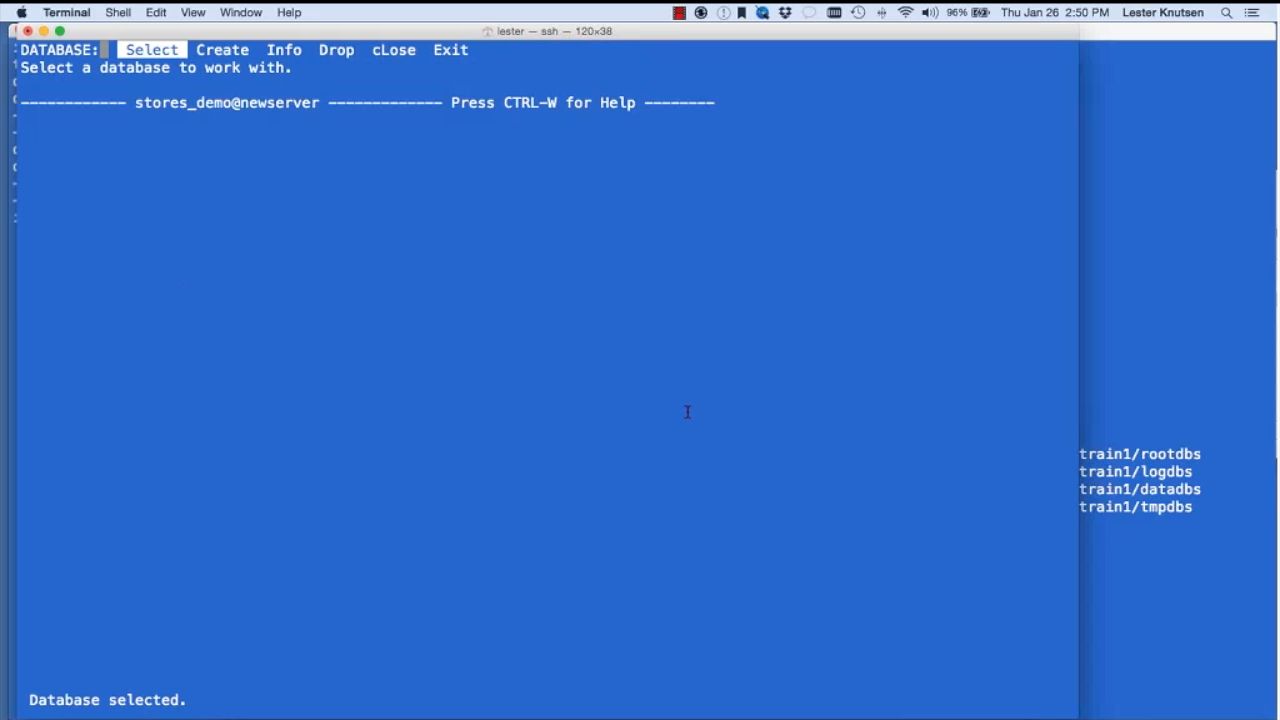 Terminal Shell Edit View Window Help 96% Thu Jan 26 2:50 PM Lester Knutsen
lester — ssh — 120×38
DATABASE: Select Create Info Drop cLose Exit
Select a database to work with.
------------ stores_demo@newserver ------------- Press CTRL-W for Help --------
train1/rootdbs
train1/logdbs
train1/datadbs
train1/tmpdbs
Database selected.